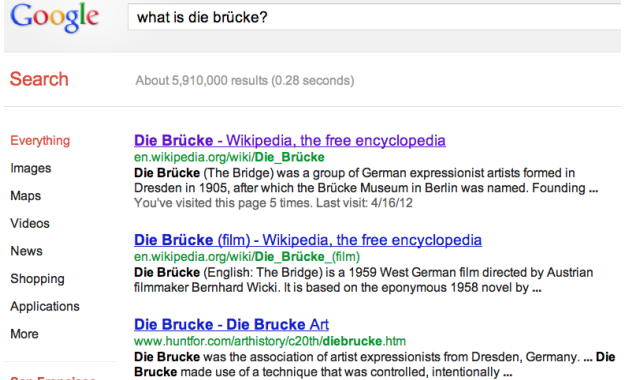 Google
what is die brücke?
Search
About 5,910,000 results (0.28 seconds)
Everything
Images
Maps
Videos
News
Shopping
Applications
More
San Francisco
Die Brücke - Wikipedia, the free encyclopedia
en.wikipedia.org/wiki/Die_Brücke
Die Brücke (The Bridge) was a group of German expressionist artists formed in
Dresden in 1905, after which the Brücke Museum in Berlin was named. Founding ...
You've visited this page 5 times. Last visit: 4/16/12
Die Brücke (film) - Wikipedia, the free encyclopedia
en.wikipedia.org/wiki/Die_Brücke_(film)
Die Brücke (English: The Bridge) is a 1959 West German film directed by Austrian
filmmaker Bernhard Wicki. It is based on the eponymous 1958 novel by ...
Die Brucke - Die Brucke Art
www.huntfor.com/arthistory/c20th/diebrucke.htm
Die Brucke was the association of artist expressionists from Dresden, Germany. ... Die
Brucke made use of a technique that was controlled, intentionally ...